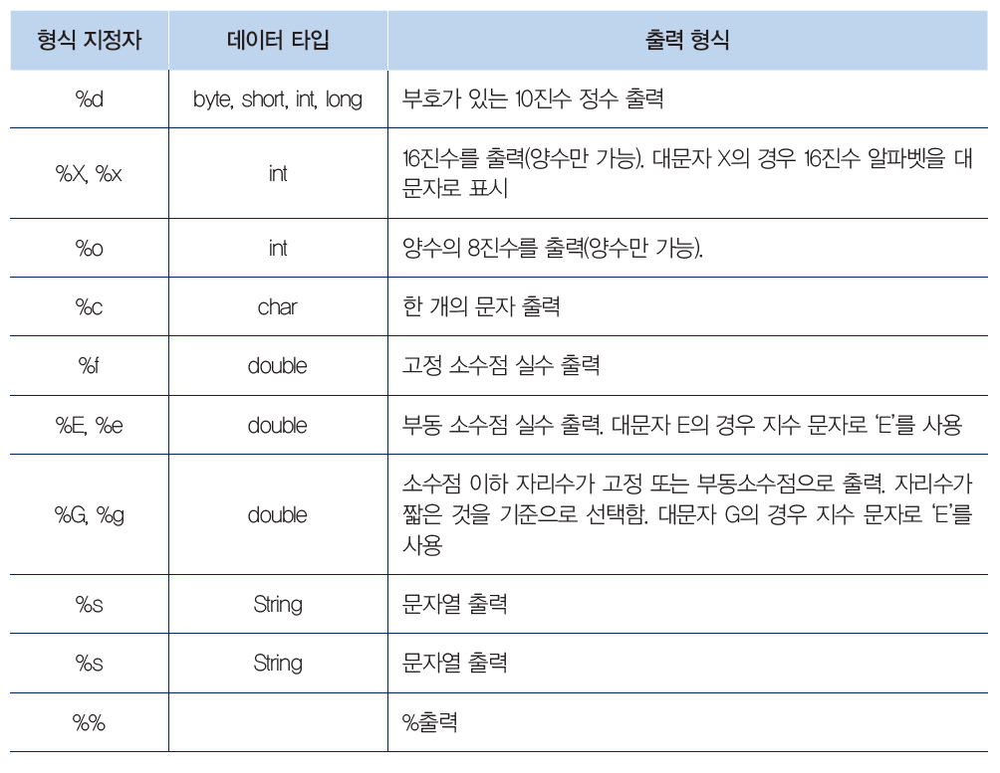 형식 지정자 데이터 타입 출력 형식
%d byte, short, int, long 부호가 있는 10진수 정수 출력
%X, %x int 16진수를 출력(양수만 가능). 대문자 X의 경우 16진수 알파벳을 대
문자로 표시
%o int 양수의 8진수를 출력(양수만 가능).
%c char 한 개의 문자 출력
%f double 고정 소수점 실수 출력
%E, %e double 부동 소수점 실수 출력. 대문자 E의 경우 지수 문자로 ‘E’를 사용
%G, %g double 소수점 이하 자리수가 고정 또는 부동소수점으로 출력. 자리수가
짧은 것을 기준으로 선택함. 대문자 G의 경우 지수 문자로 ‘E’를
사용
%s String 문자열 출력
%s String 문자열 출력
%% %출력